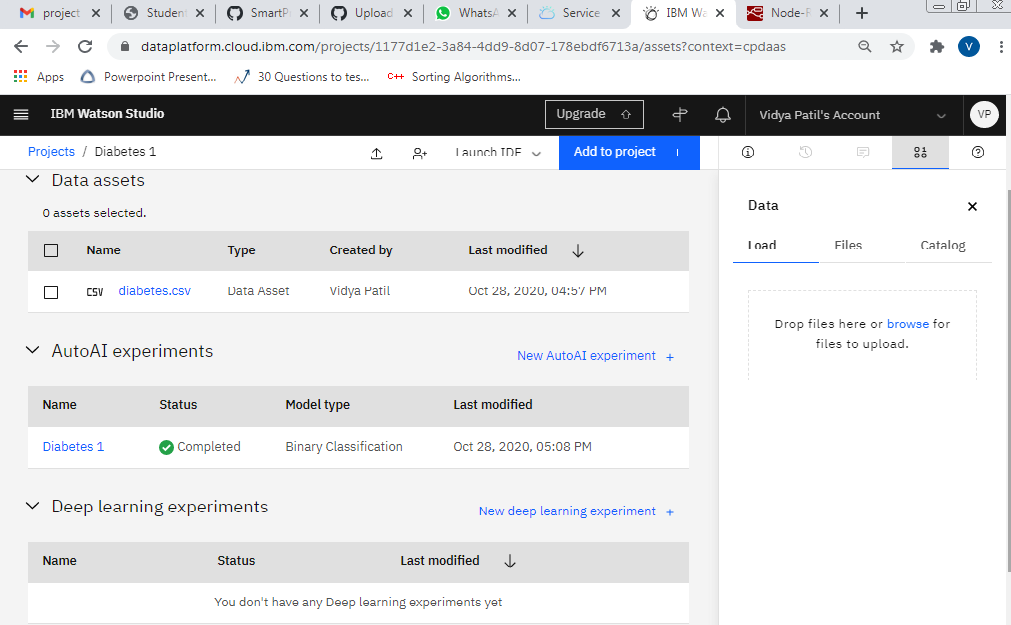 project
Student
SmartP
Upload
WhatsA
Service
IBM Wa
Node-R
dataplatform.cloud.ibm.com/projects/1177d1e2-3a84-4dd9-8d07-178ebdf6713a/assets?context=cpdaas
V
Apps
Powerpoint Present...
30 Questions to tes...
C++ Sorting Algorithms...
IBM Watson Studio
Upgrade
Vidya Patil's Account
VP
Projects / Diabetes 1
Launch IDE
Add to project
Data assets
0 assets selected.
Name Type Created by Last modified
CSV diabetes.csv Data Asset Vidya Patil Oct 28, 2020, 04:57 PM
AutoAI experiments
New AutoAI experiment +
Name Status Model type Last modified
Diabetes 1 Completed Binary Classification Oct 28, 2020, 05:08 PM
Deep learning experiments
New deep learning experiment +
Name Status Last modified
You don't have any Deep learning experiments yet
Data
Load Files Catalog
Drop files here or browse for
files to upload.